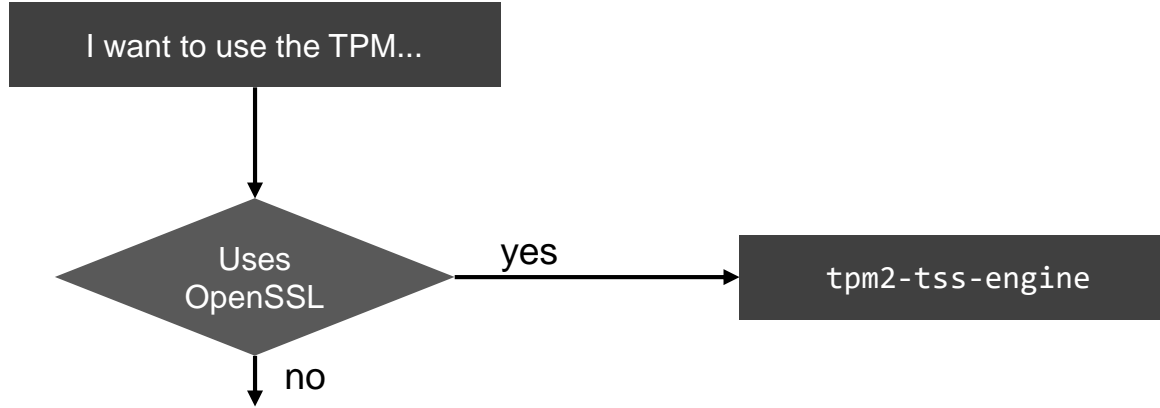 I want to use the TPM...
Uses
OpenSSL
yes
tpm2-tss-engine
no